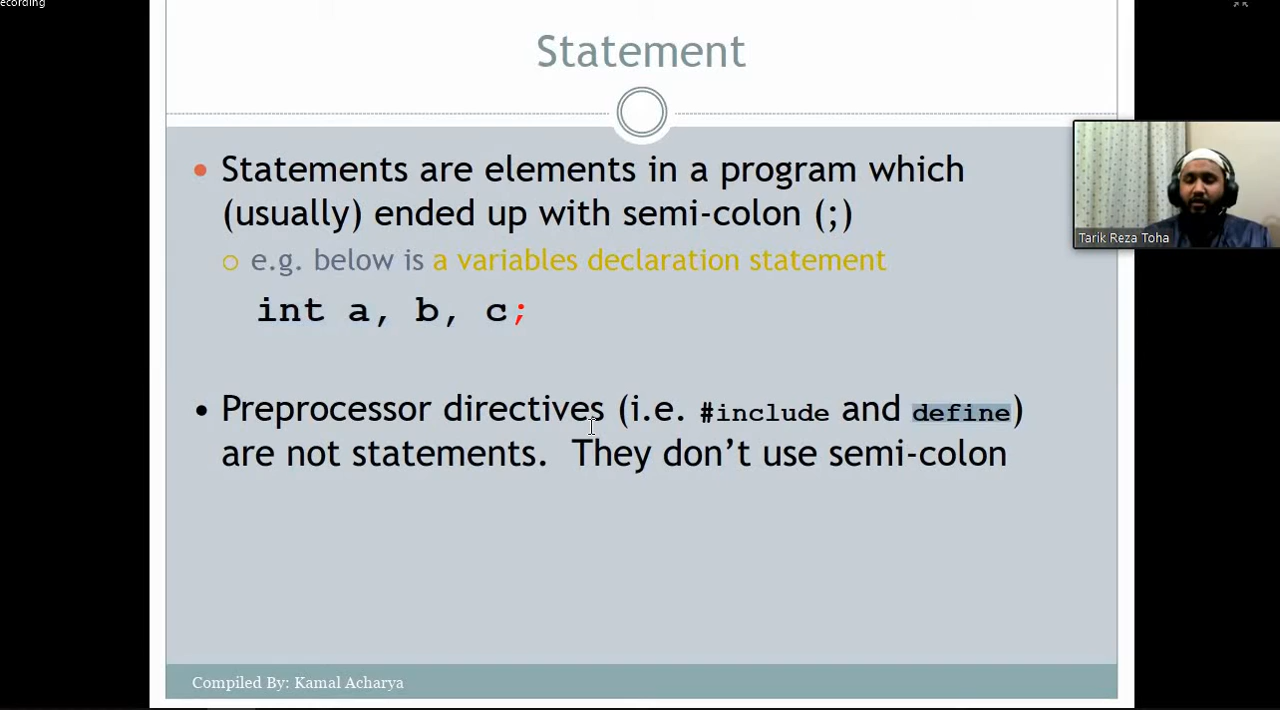 ecording
Statement
Statements are elements in a program which
(usually) ended up with semi-colon (;)
e.g. below is a variables declaration statement
int a, b, c;
Tarik Reza Toha
Preprocessor directives (i.e. #include and define)
are not statements. They don’t use semi-colon
Compiled By: Kamal Acharya